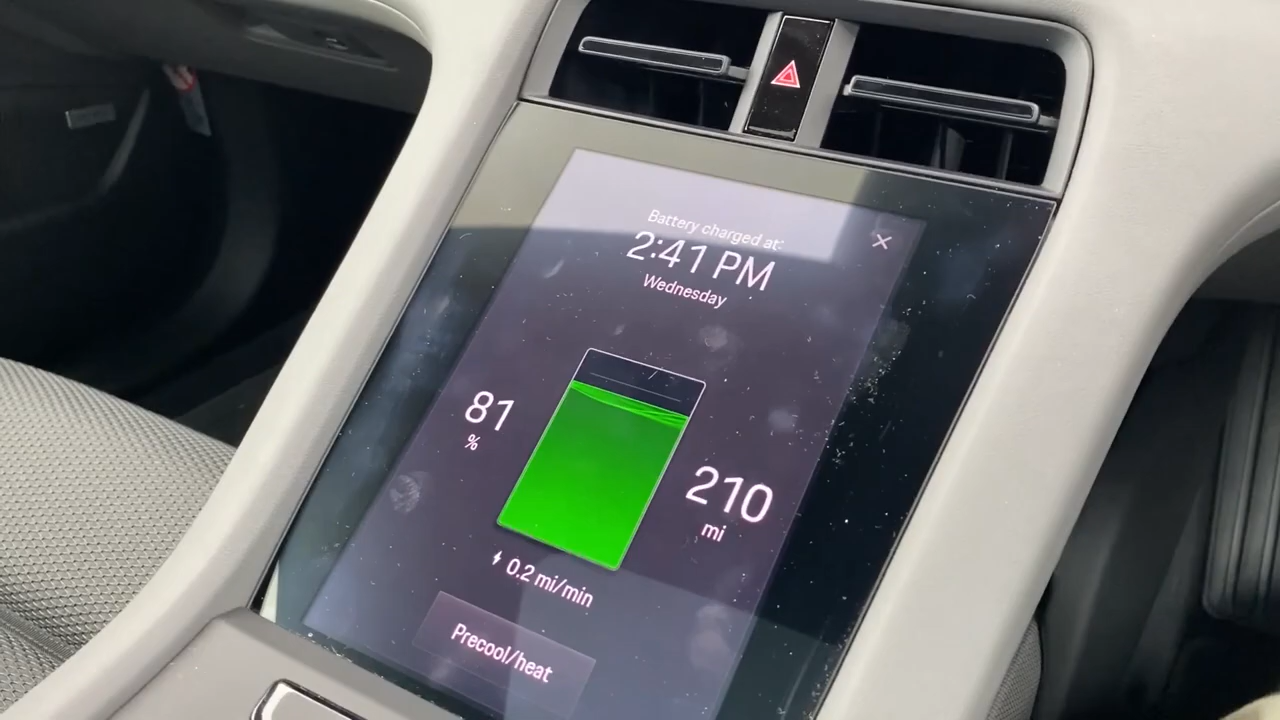 Battery charged at:
2:41 PM
Wednesday
81
%
210
mi
0.2 mi/min
Precool/heat